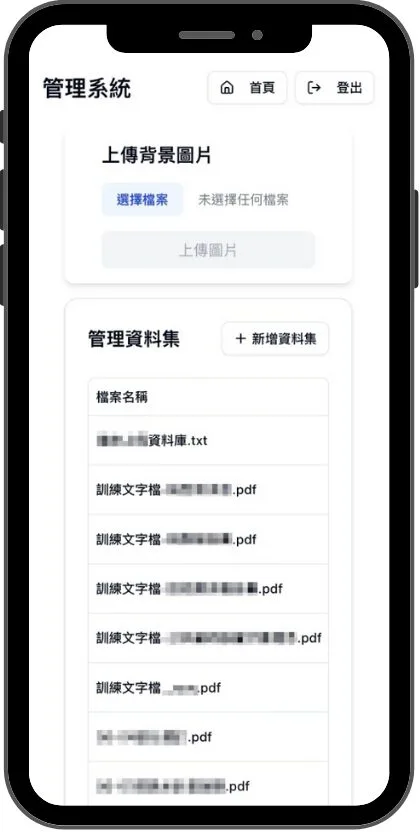 管理系統
首頁
登出
上傳背景圖片
選擇檔案 未選擇任何檔案
上傳圖片
管理資料集
+ 新增資料集
檔案名稱
資料庫.txt
訓練文字檔 .pdf
訓練文字檔 .pdf
訓練文字檔 .pdf
訓練文字檔 .pdf
訓練文字檔 .pdf
.pdf
.pdf